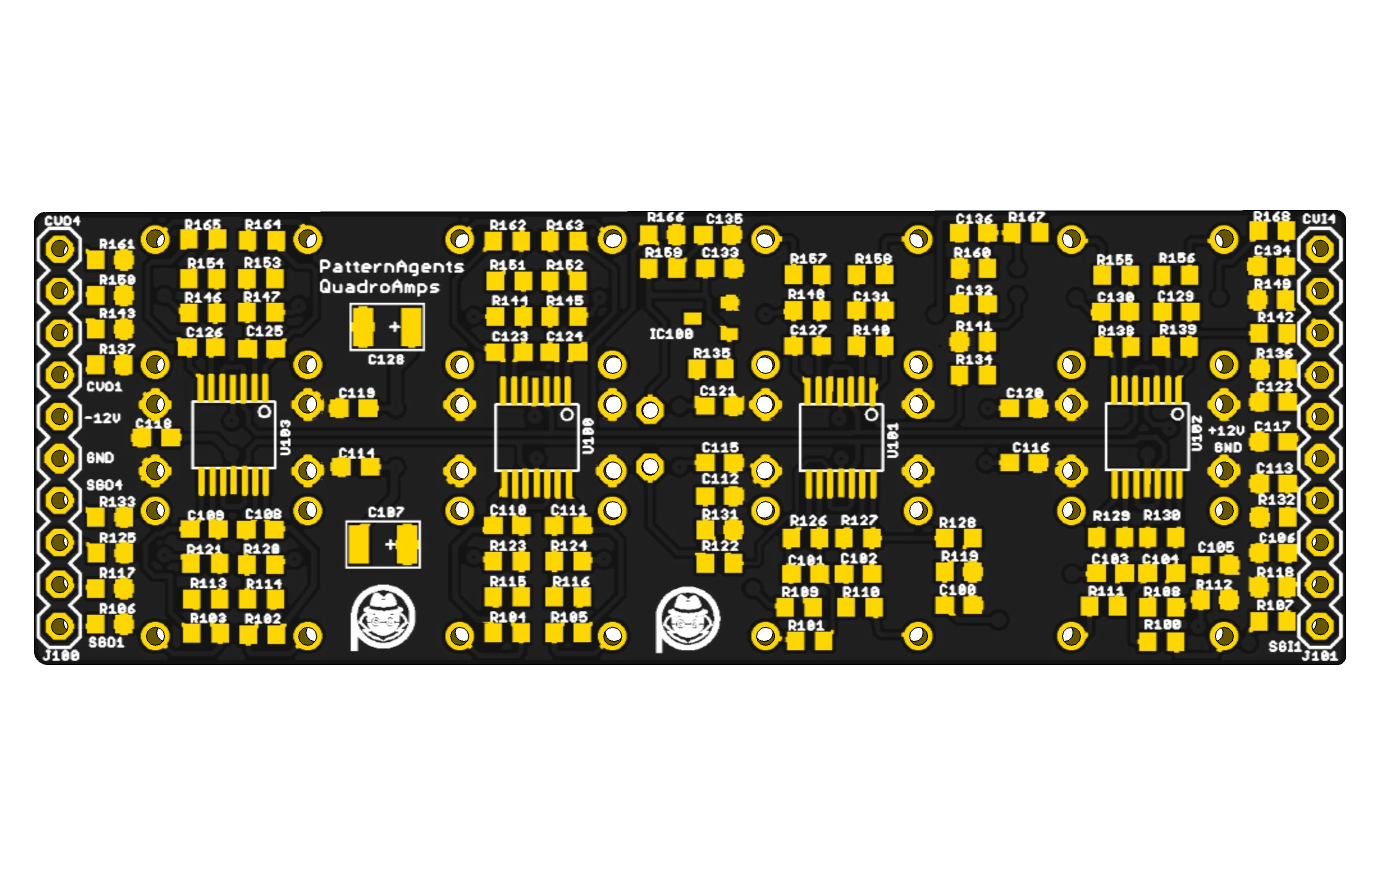 CVO4
R165 R164
R162 R163
R166 C135
C136 R167
R168
CVI4
R161
R154 R153
PatternAgents
QuadroAmps
R151 R152
R159 C133
R157 R158
R160
R155 R156
C134
R150
R146 R147
R144 R145
R148 C131
C132
C130 C129
R149
R143
C126 C125
C128
C123 C124
IC100
C127 R140
R141
R138 R139
R142
R137
R135
R134
R136
CVO1
C119
C121
C120
C122
-12V
C118
U103
U100
U101
U102
+12V
GND
C117
GND
C114
C115
C116
C113
SGO4
C112
R133
C109 C108
C107
C110 C111
R131
R126 R127
R128
R129 R130
R132
R125
R121 R120
R123 R124
R122
C101 C102
R119
C103 C104
C105
C106
R117
R113 R114
R115 R116
R109 R110
C100
R111 R108
R112
R118
R106
R103 R102
R104 R105
R101
R100
R107
SGO1
J100
SGI1
J101